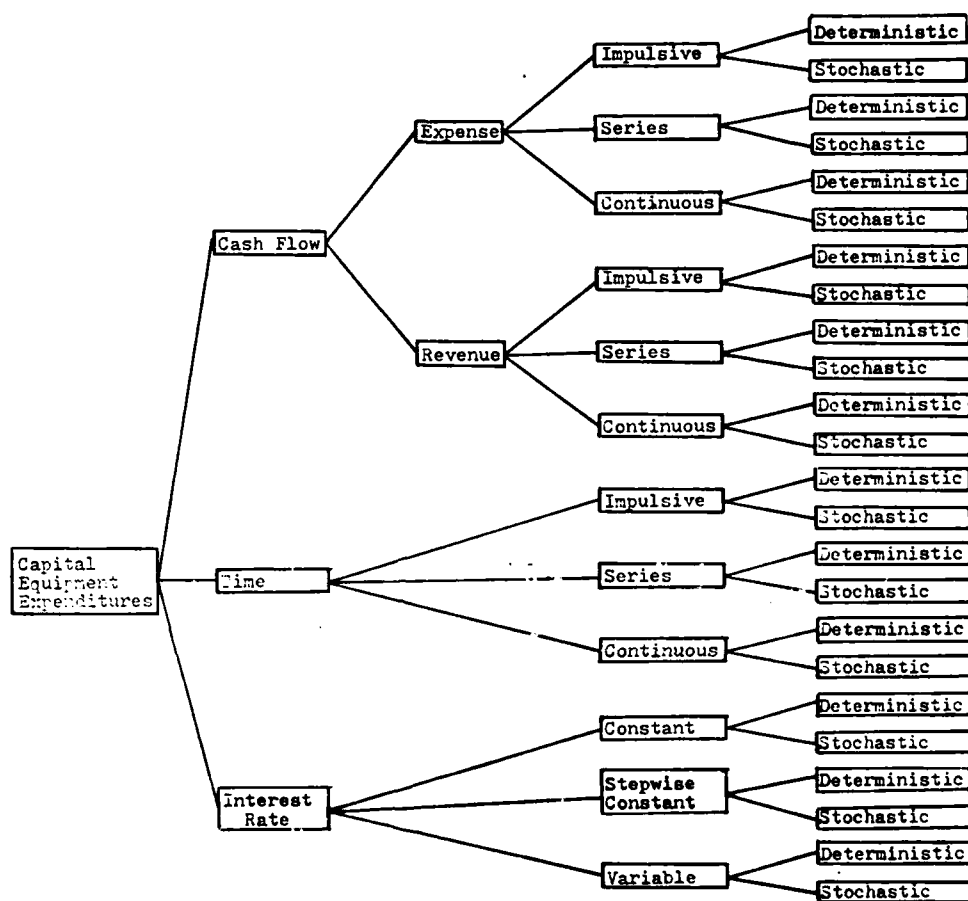 Deterministic
Impulsive
Stochastic
Deterministic
Expense
Series
Stochastic
Deterministic
Continuous
Stochastic
Cash Flow
Deterministic
Impulsive
Stochastic
Deterministic
Revenue
Series
Stochastic
Deterministic
Continuous
Stochastic
Deterministic
Impulsive
Stochastic
Capital
Equipment
Expenditures
Time
Deterministic
Series
Stochastic
Deterministic
Continuous
Stochastic
Deterministic
Constant
Stochastic
Interest
Rate
Stepwise
Constant
Deterministic
Stochastic
Deterministic
Variable
Stochastic